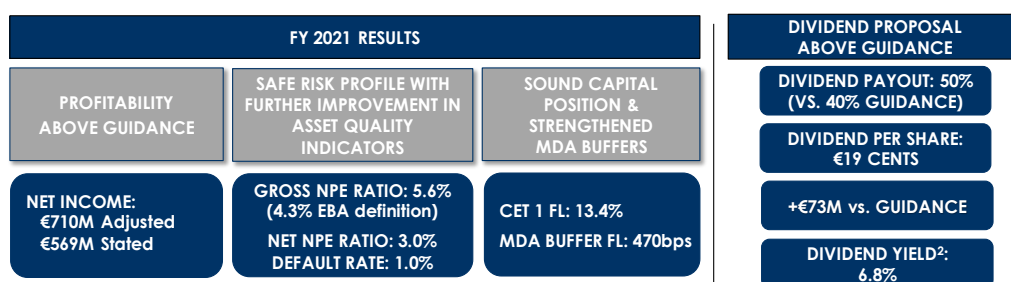 FY 2021 RESULTS
PROFITABILITY
ABOVE GUIDANCE
SAFE RISK PROFILE WITH
FURTHER IMPROVEMENT IN
ASSET QUALITY
INDICATORS
SOUND CAPITAL
POSITION &
STRENGTHENED
MDA BUFFERS
NET INCOME:
€710M Adjusted
€569M Stated
GROSS NPE RATIO: 5.6%
(4.3% EBA definition)
NET NPE RATIO: 3.0%
DEFAULT RATE: 1.0%
CET 1 FL: 13.4%
MDA BUFFER FL: 470bps
DIVIDEND PROPOSAL
ABOVE GUIDANCE
DIVIDEND PAYOUT: 50%
(VS. 40% GUIDANCE)
DIVIDEND PER SHARE:
€19 CENTS
+€73M vs. GUIDANCE
DIVIDEND YIELD²:
6.8%